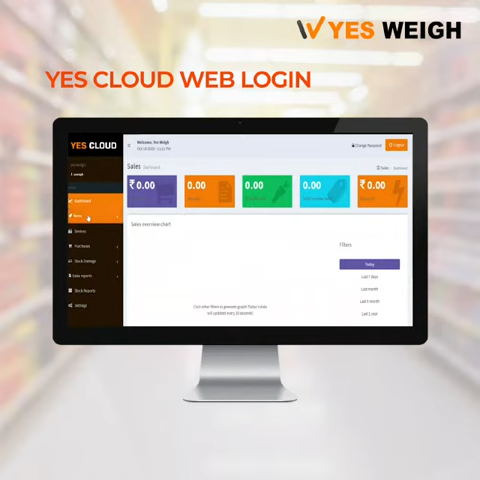 YES WEIGH
YES CLOUD WEB LOGIN
YES CLOUD
Welcome, Yes Weigh
Change Password
Logout
Sales Dashboard
Sales
Dashboard
₹ 0.00
0.00
0.00
0.00
₹ 0.00
Dashboard
Items
Devices
Purchases
Stock Damage
Sales reports
Stock Reports
Settings
Sales overview chart
Filters
Today
Last 7 days
Last month
Last 3 month
Last 1 year
Click other filters to generate graph! Today's data
will updated every 10 seconds!